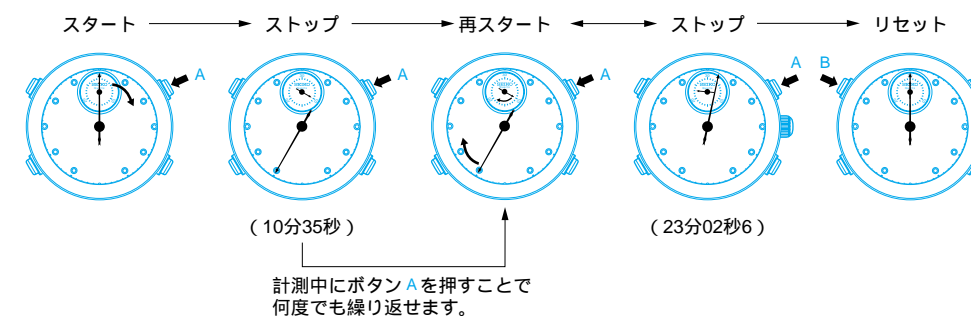 スタート ストップ 再スタート ストップ リセット
A A A A B
(10分35秒) (23分02秒6)
計測中にボタンAを押すことで
何度でも繰り返せます。